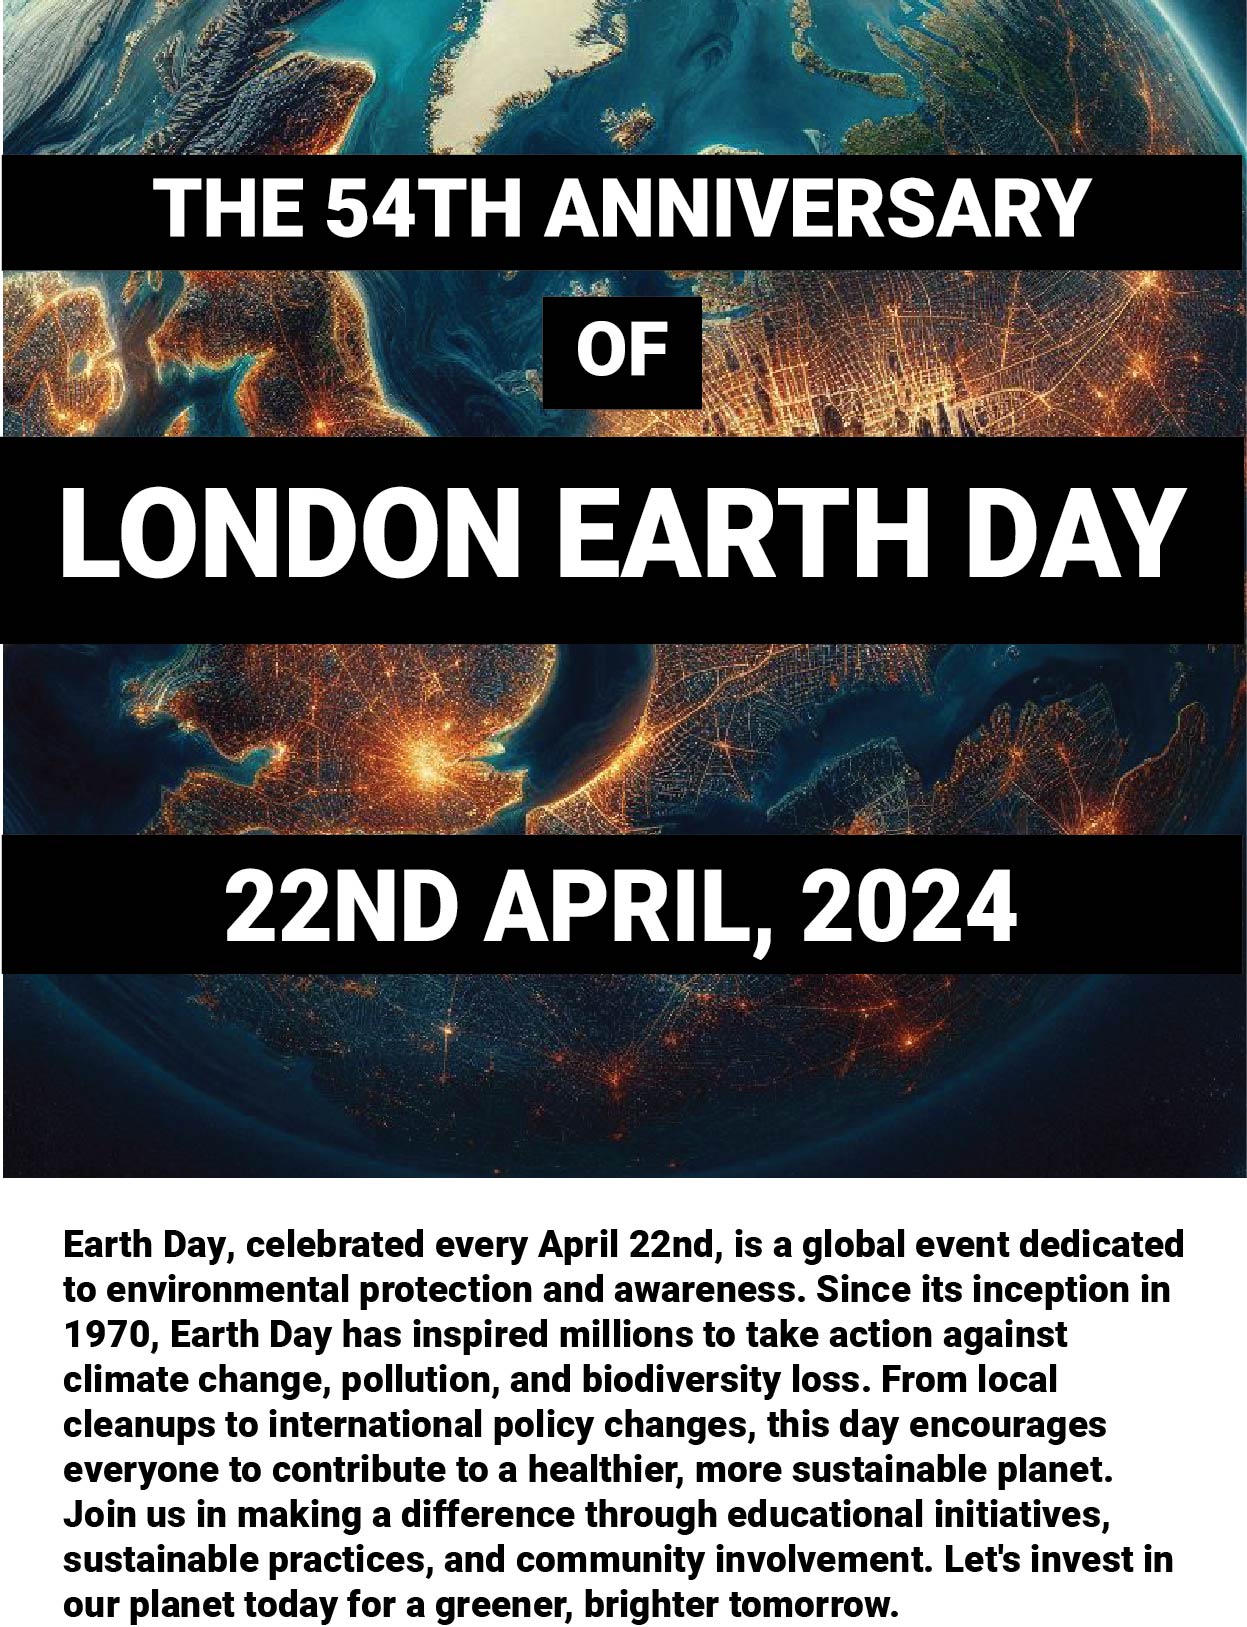 THE 54TH ANNIVERSARY
OF
LONDON EARTH DAY
22ND APRIL, 2024
Earth Day, celebrated every April 22nd, is a global event dedicated
to environmental protection and awareness. Since its inception in
1970, Earth Day has inspired millions to take action against
climate change, pollution, and biodiversity loss. From local
cleanups to international policy changes, this day encourages
everyone to contribute to a healthier, more sustainable planet.
Join us in making a difference through educational initiatives,
sustainable practices, and community involvement. Let's invest in
our planet today for a greener, brighter tomorrow.